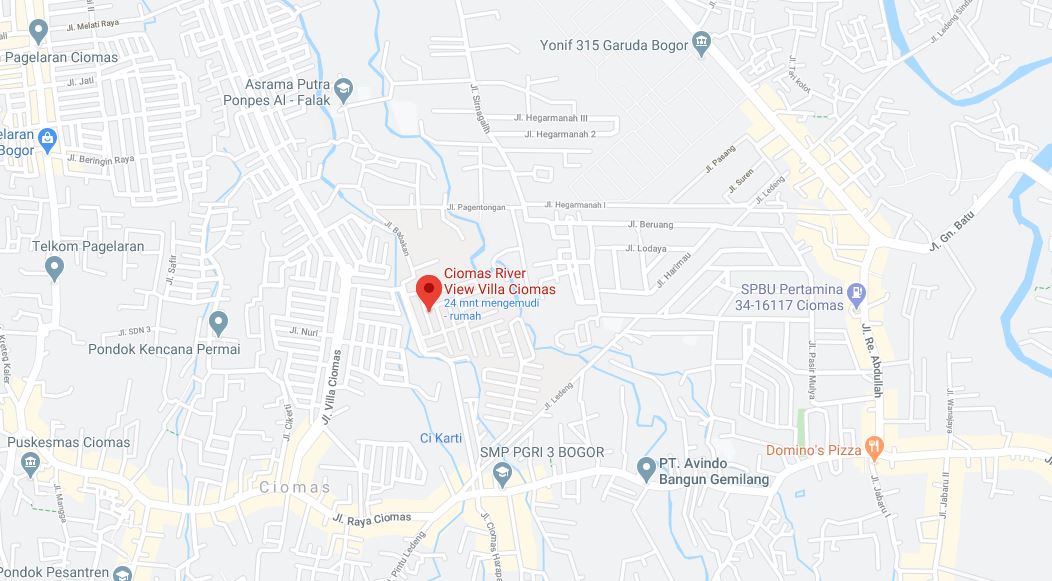 Jl. Melati Raya
Pagelaran Ciomas
Jl. Jati
Yonif 315 Garuda Bogor
Asrama Putra
Ponpes Al - Falak
Jl. Sirnagalih
Jl. Hegarmanah III
Jl. Hegarmanah 2
elaran
Bogor
Jl. Beringin Raya
Jl. Pasang
Jl. Suren
Jl. Ledeng
Jl. Pagentongan
Jl. Hegarmanah I
Jl. Babakan
Jl. Beruang
Jl. Lodaya
Jl. Harimau
Gn. Batu
Telkom Pagelaran
Jl. Safir
Ciomas River
View Villa Ciomas
24 mnt mengemudi
- rumah
SPBU Pertamina
34-16117 Ciomas
Jl. SDN 3
Jl. Nuri
Pondok Kencana Permai
Kreteg Kaler
Jl. Villa Ciomas
Jl. Re. Abdullah
Jl. Pasir Mulya
Jl. Ledeng
Jl. Wanajaya
Ci Karti
Puskesmas Ciomas
SMP PGRI 3 BOGOR
Domino's Pizza
PT. Avindo
Bangun Gemilang
Ciomas
Jl. Mangga
Jl. Raya Ciomas
Jl. Jabaru I
Jl. Jabaru II
Jl. Pintu Ledeng
Jl. Ciomas Harapa
Pondok Pesantren